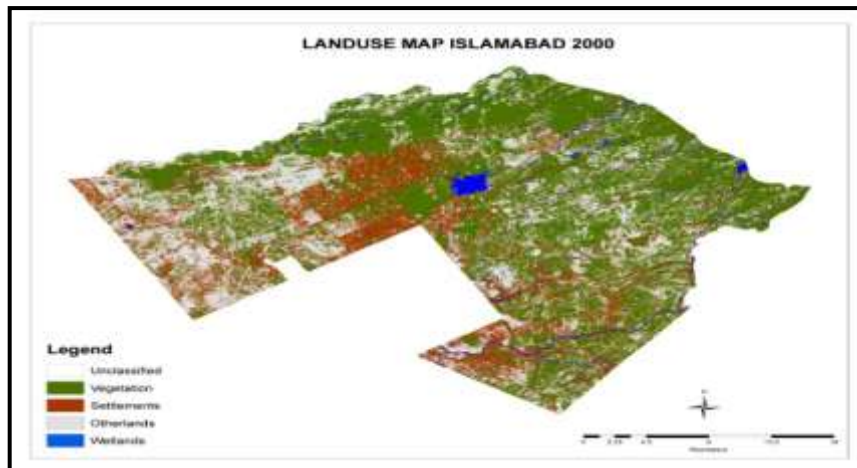 LANDUSE MAP ISLAMABAD 2000
Legend
Unclassified
Vegetation
Settlements
Otherlands
Wetlands